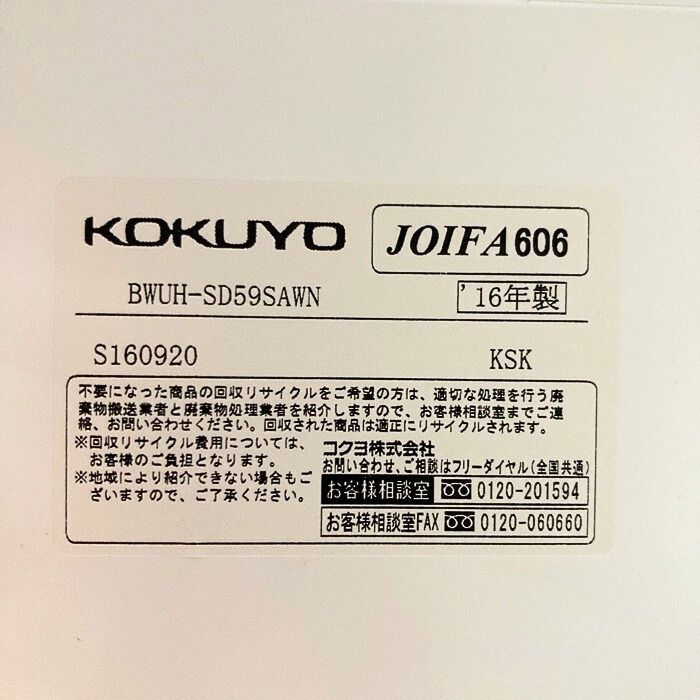 KOKUYO JOIFA606
BWUH-SD59SAWN '16年製
S160920 KSK
不要になった商品の回収リサイクルをご希望の方は、適切な処理を行う廃
棄物搬送業者と廃棄物処理業者を紹介しますので、お客様相談室までご連
絡、お問い合わせください。回収された商品は適正にリサイクルされます。
※回収リサイクル費用については、
お客様のご負担となります。
※地域により紹介できない場合もご
ざいますので、ご了承ください。
コクヨ株式会社
お問い合わせ、ご相談はフリーダイヤル(全国共通)
お客様相談室 0120-201594
お客様相談室FAX 0120-060660